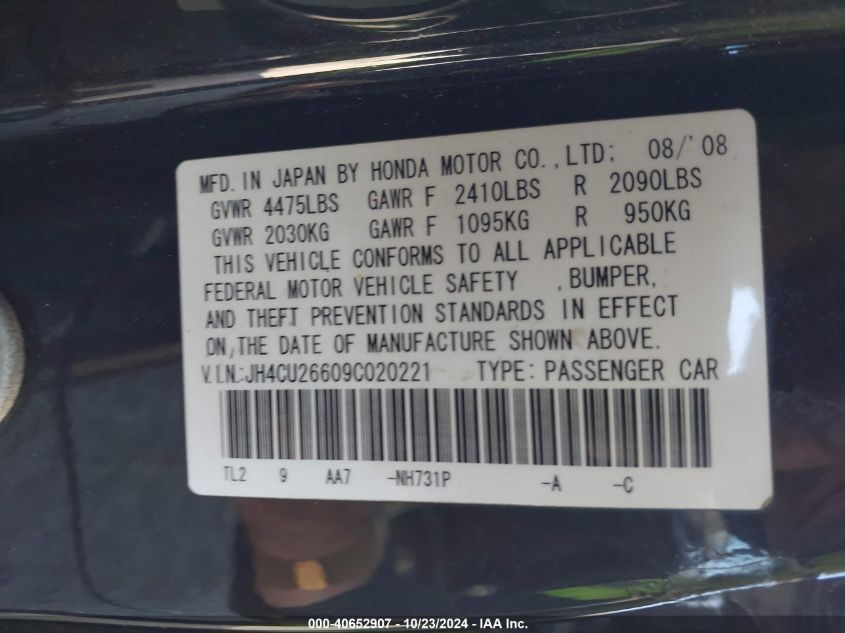 MFD. IN JAPAN BY HONDA MOTOR CO., LTD: 08/'08
GVWR 4475LBS GAWR F 2410LBS R 2090LBS
GVWR 2030KG GAWR F 1095KG R 950KG
THIS VEHICLE CONFORMS TO ALL APPLICABLE
FEDERAL MOTOR VEHICLE SAFETY , BUMPER,
AND THEFT PREVENTION STANDARDS IN EFFECT
ON, THE DATE OF MANUFACTURE SHOWN ABOVE.
V.I.N.: JH4CU26609C020221 TYPE: PASSENGER CAR
TL2 9 AA7 -NH731P -A -C
*** 40652907 - 10/23/2024 - IAA Inc.